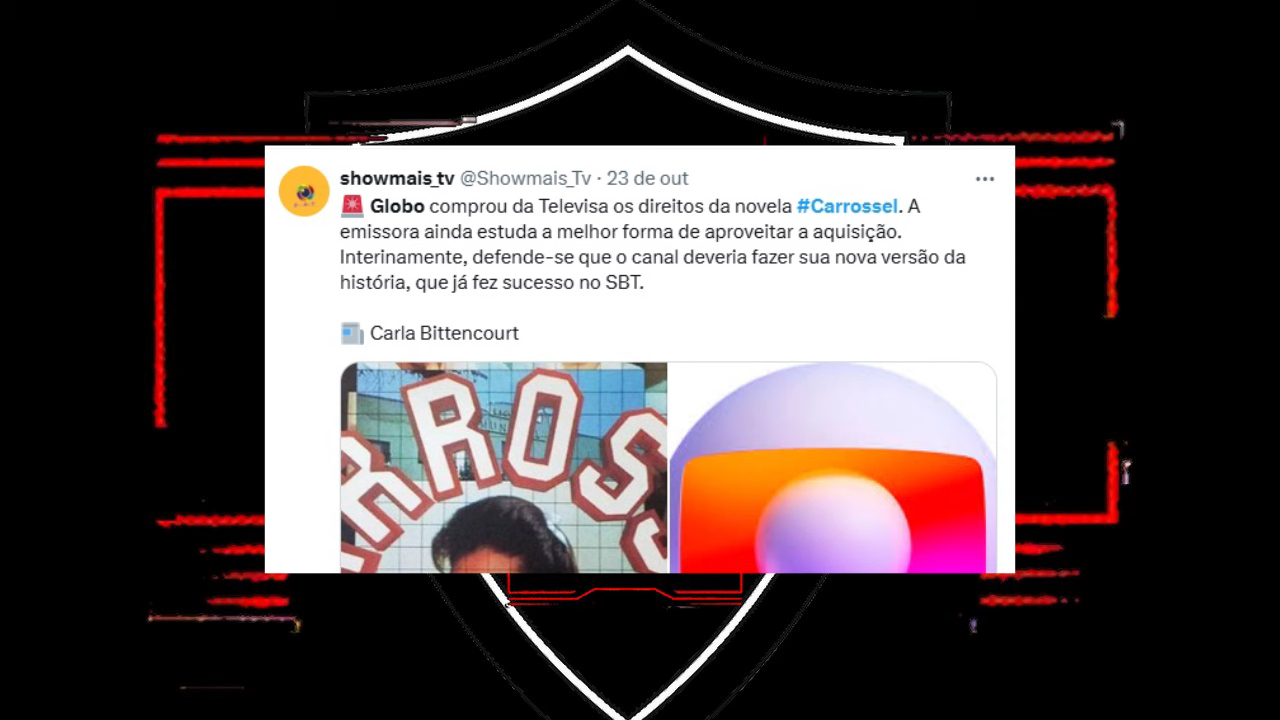 showmais_tv @Showmais_Tv · 23 de out
🚨 Globo comprou da Televisa os direitos da novela #Carrossel. A
emissora ainda estuda a melhor forma de aproveitar a aquisição.
Interinamente, defende-se que o canal deveria fazer sua nova versão da
história, que já fez sucesso no SBT.
📰 Carla Bittencourt
RROSS